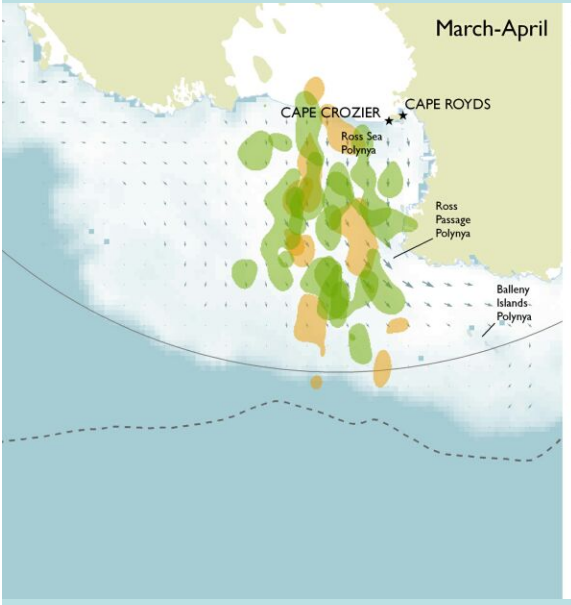 March-April
CAPE CROZIER
CAPE ROYDS
Ross Sea
Polynya
Ross
Passage
Polynya
Balleny
Islands
Polynya